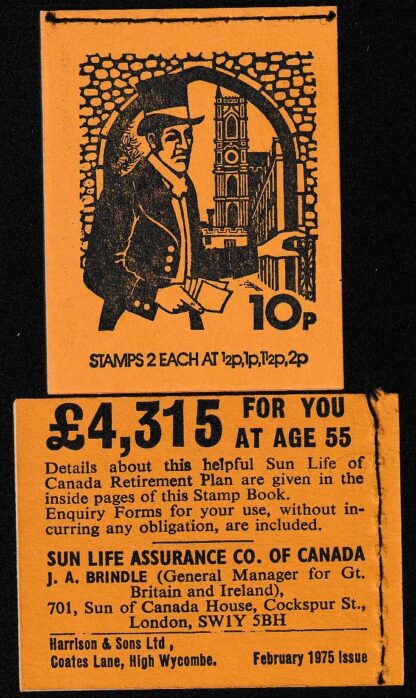 10P
STAMPS 2 EACH AT ½p,1p,1½p,2p
£4,315 FOR YOU
AT AGE 55
Details about this helpful Sun Life of
Canada Retirement Plan are given in the
inside pages of this Stamp Book.
Enquiry Forms for your use, without in-
curring any obligation, are included.
SUN LIFE ASSURANCE CO. OF CANADA
J. A. BRINDLE (General Manager for Gt.
Britain and Ireland),
701, Sun of Canada House, Cockspur St.,
London, SW1Y 5BH
Harrison & Sons Ltd ,
Coates Lane, High Wycombe. February 1975 Issue